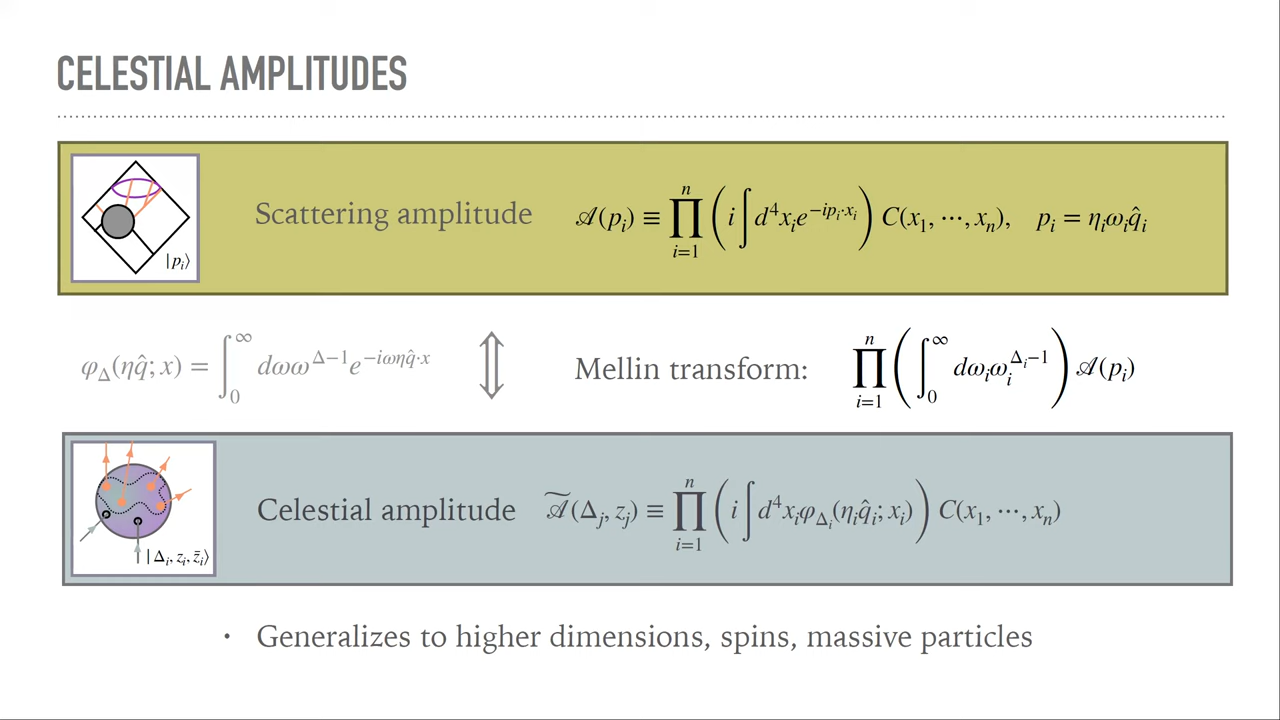 CELESTIAL AMPLITUDES
|p_i⟩
Scattering amplitude 𝒜(p_i) ≡ ∏_{i=1}^{n} ( i ∫ d⁴x_i e^{−ip_i·x_i} ) C(x_1, ⋯, x_n), p_i = η_i ω_i q̂_i
φ_Δ(ηq̂; x) = ∫_0^∞ dω ω^{Δ−1} e^{−iωηq̂·x} ⇕ Mellin transform: ∏_{i=1}^{n} ( ∫_0^∞ dω_i ω_i^{Δ_i−1} ) 𝒜(p_i)
Celestial amplitude 𝒜̃(Δ_j, z_j) ≡ ∏_{i=1}^{n} ( i ∫ d⁴x_i φ_{Δ_i}(η_i q̂_i; x_i) ) C(x_1, ⋯, x_n)
|Δ_i, z_i, z̄_i⟩
• Generalizes to higher dimensions, spins, massive particles